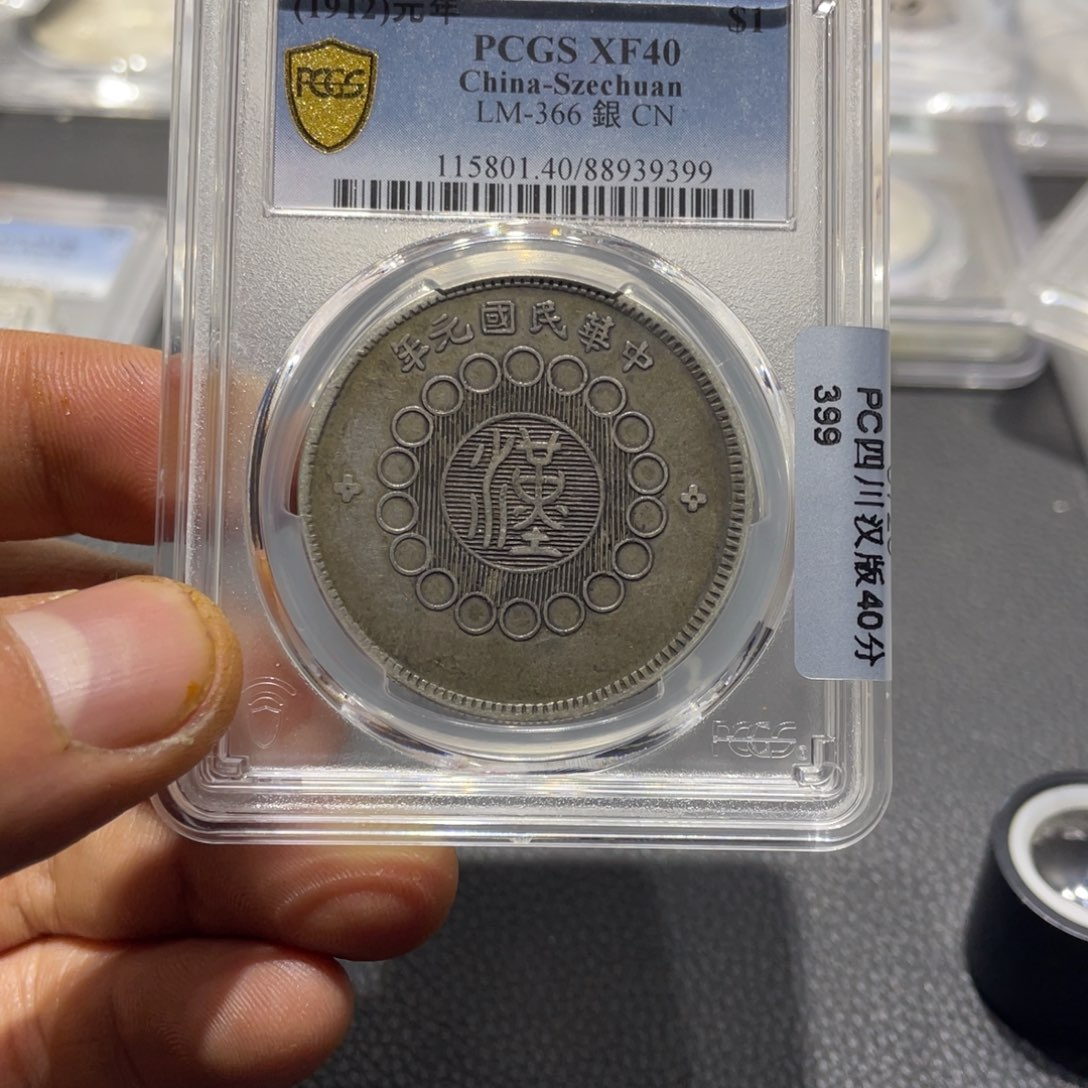 (1912)元年 $1
PCGS XF40
China-Szechuan
LM-366 銀 CN
115801.40/88939399
PCGS
年元國民華中
漢
PC四川汉版40分
399
PCGS